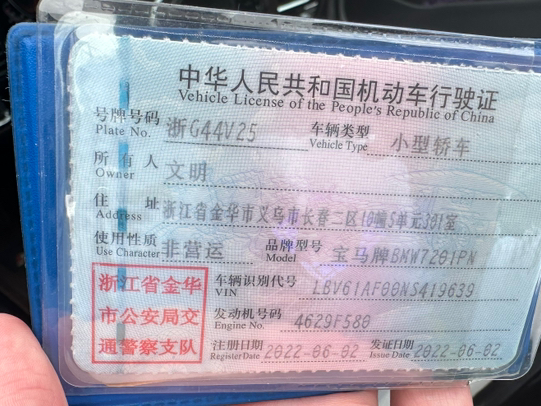 中华人民共和国机动车行驶证
Vehicle License of the People's Republic of China
号牌号码 浙G44V25 车辆类型 小型轿车
Plate No. Vehicle Type
所有人 文明
Owner
住址 浙江省金华市义乌市长春二区10幢5单元301室
Address
使用性质 非营运 品牌型号 宝马牌BMW7201PN
Use Character Model
浙江省金华
市公安局交
通警察支队
车辆识别代号 LBV61AF00NS419639
VIN
发动机号码 4629F580
Engine No.
注册日期 2022-06-02 发证日期 2022-06-02
Register Date Issue Date